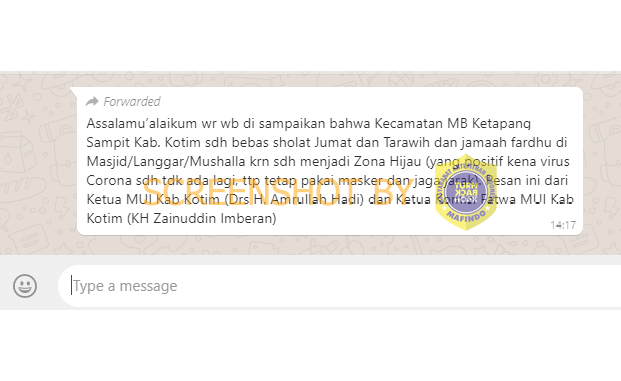 Forwarded
Assalamu'alaikum wr wb di sampaikan bahwa Kecamatan MB Ketapang
Sampit Kab. Kotim sdh bebas sholat Jumat dan Tarawih dan jamaah fardhu di
Masjid/Langgar/Mushalla krn sdh menjadi Zona Hijau (yang positif kena virus
Corona sdh tdk ada lagi, ttp tetap pakai masker dan jaga jarak). Pesan ini dari
Ketua MUI Kab Kotim (Drs H. Amrullah Hadi) dan Ketua Fatwa MUI Kab
Kotim (KH Zainuddin Imberan)
14:17
SCREENSHOT BY
TURN
BACK
HOAX
MAFINDO
Type a message